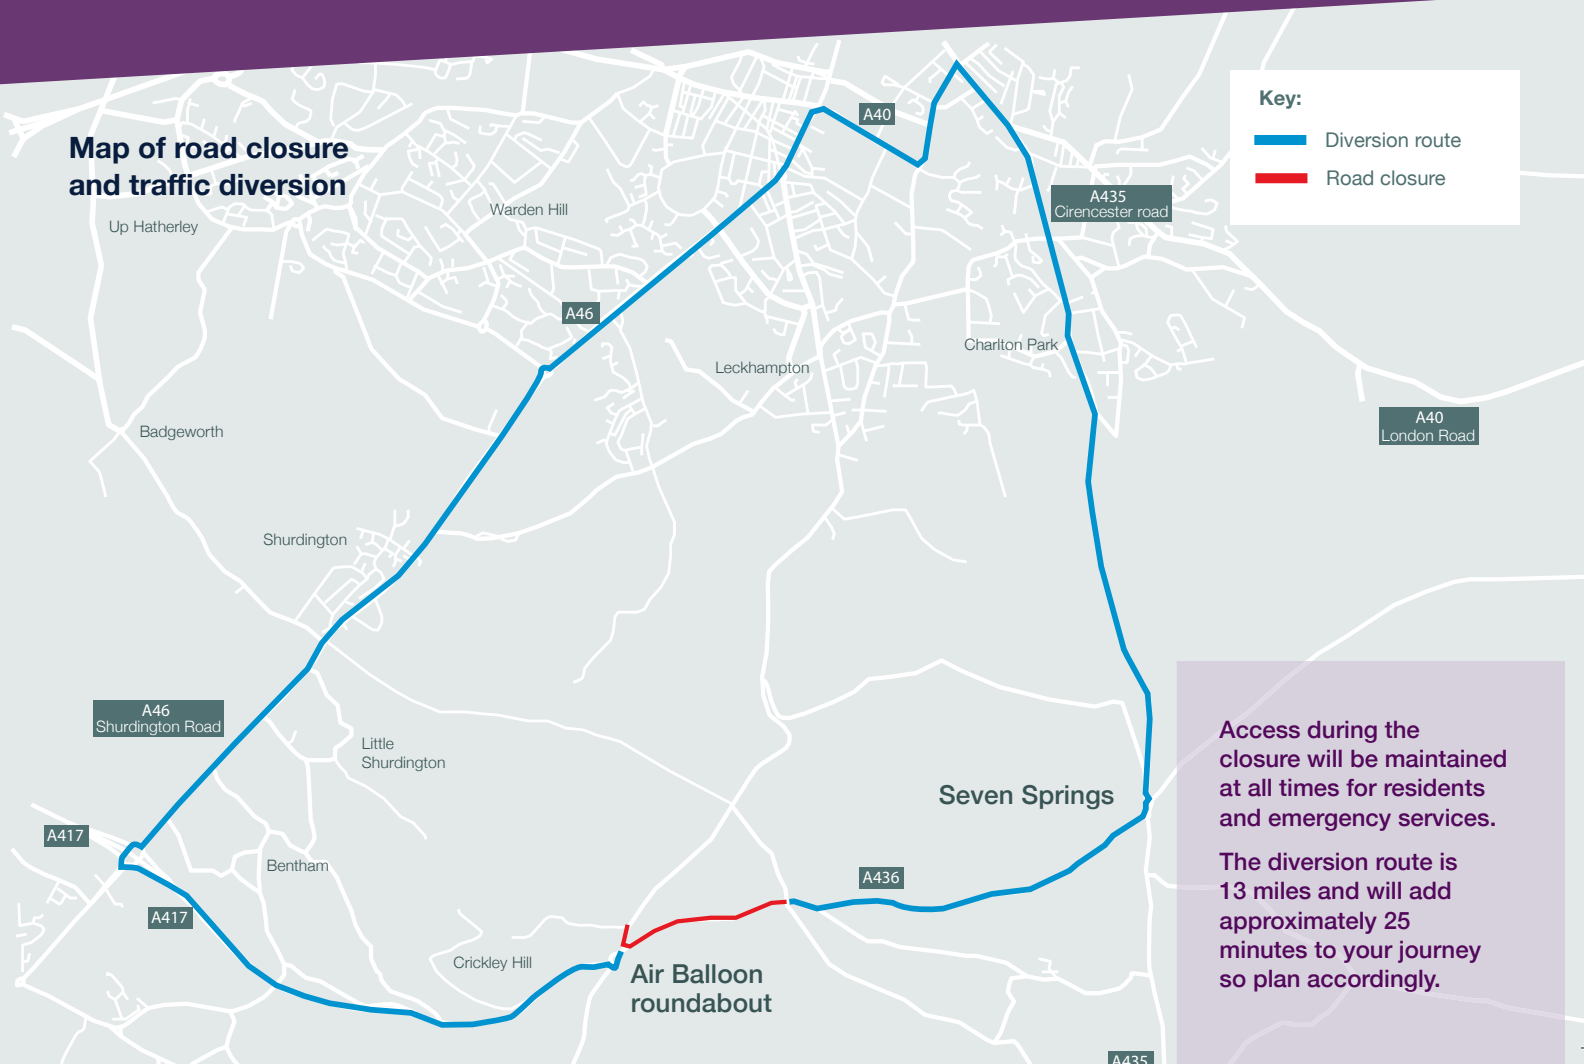 Map of road closure
and traffic diversion
Key:
Diversion route
Road closure
A40
A435
Cirencester road
Up Hatherley
Warden Hill
A46
Charlton Park
Leckhampton
A40
London Road
Badgeworth
Shurdington
A46
Shurdington Road
Little
Shurdington
Seven Springs
Access during the
closure will be maintained
at all times for residents
and emergency services.
The diversion route is
13 miles and will add
approximately 25
minutes to your journey
so plan accordingly.
A417
Bentham
A436
A417
Crickley Hill
Air Balloon
roundabout
A435